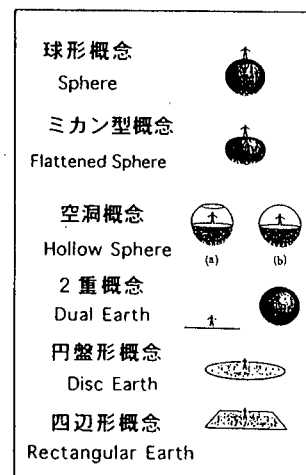 球形概念
Sphere
ミカン型概念
Flattened Sphere
空洞概念
Hollow Sphere
(a) (b)
2重概念
Dual Earth
円盤形概念
Disc Earth
四辺形概念
Rectangular Earth